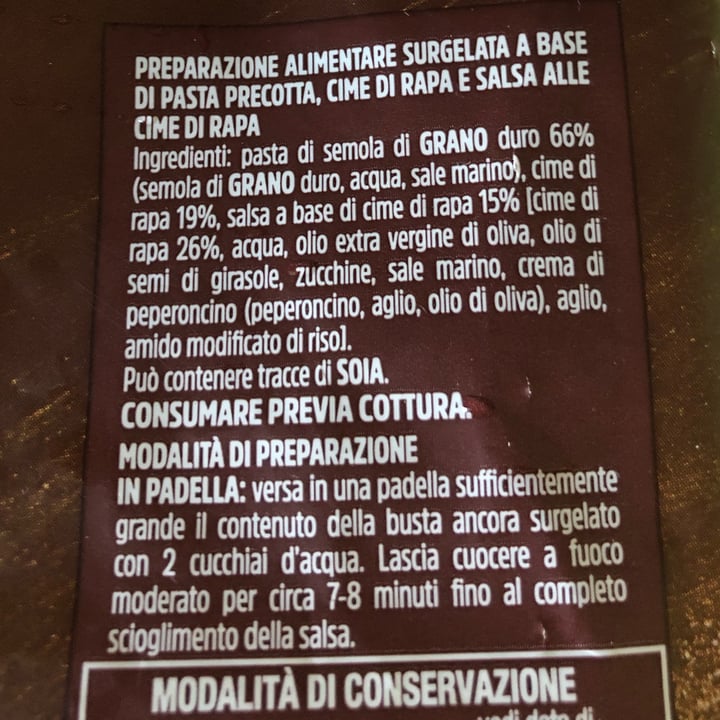 PREPARAZIONE ALIMENTARE SURGELATA A BASE
DI PASTA PRECOTTA, CIME DI RAPA E SALSA ALLE
CIME DI RAPA
Ingredienti: pasta di semola di GRANO duro 66%
(semola di GRANO duro, acqua, sale marino), cime di
rapa 19%, salsa a base di cime di rapa 15% [cime di
rapa 26%, acqua, olio extra vergine di oliva, olio di
semi di girasole, zucchine, sale marino, crema di
peperoncino (peperoncino, aglio, olio di oliva), aglio,
amido modificato di riso].
Può contenere tracce di SOIA.
CONSUMARE PREVIA COTTURA.
MODALITÀ DI PREPARAZIONE
IN PADELLA: versa in una padella sufficientemente
grande il contenuto della busta ancora surgelato
con 2 cucchiai d'acqua. Lascia cuocere a fuoco
moderato per circa 7-8 minuti fino al completo
scioglimento della salsa.
MODALITÀ DI CONSERVAZIONE
vedi data di